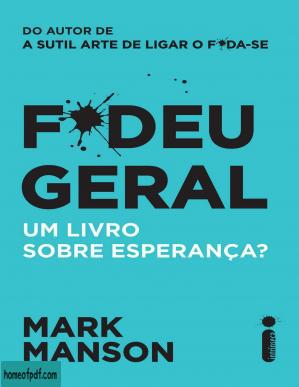 DO AUTOR DE
A SUTIL ARTE DE LIGAR O F*DA-SE
F*DEU
GERAL
UM LIVRO
SOBRE ESPERANÇA?
MARK
MANSON
intrínseca
homeofpdf.com